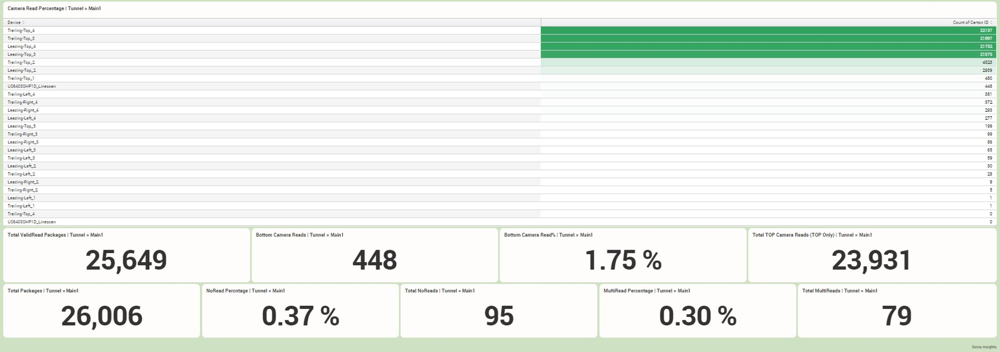 Camera Read Percentage | Tunnel = Main1
Device Count of Carton ID
Trailing-Top_4 22137
Trailing-Top_3 21897
Leading-Top_4 21752
Leading-Top_3 21075
Trailing-Top_2 4323
Leading-Top_2 2939
Trailing-Top_1 480
US6403SHP1D_Linescan 448
Trailing-Left_4 381
Trailing-Right_4 372
Leading-Right_4 293
Leading-Left_4 277
Leading-Top_5 199
Trailing-Right_3 99
Leading-Right_3 86
Leading-Left_3 65
Trailing-Left_3 59
Leading-Left_2 30
Trailing-Left_2 28
Leading-Right_2 9
Trailing-Right_2 5
Leading-Left_1 1
Trailing-Left_1 1
Trailing-Top_4 0
US6403SHP1D_Linescan 0
Total ValidRead Packages | Tunnel = Main1
25,649
Bottom Camera Reads | Tunnel = Main1
448
Bottom Camera Read% | Tunnel = Main1
1.75 %
Total TOP Camera Reads (TOP Only) | Tunnel = Main1
23,931
Total Packages | Tunnel = Main1
26,006
NoRead Percntage | Tunnel = Main1
0.37 %
Total NoReads | Tunnel = Main1
95
MultiRead Percentage | Tunnel = Main1
0.30 %
Total MultiReads | Tunnel = Main1
79
Siena Insights